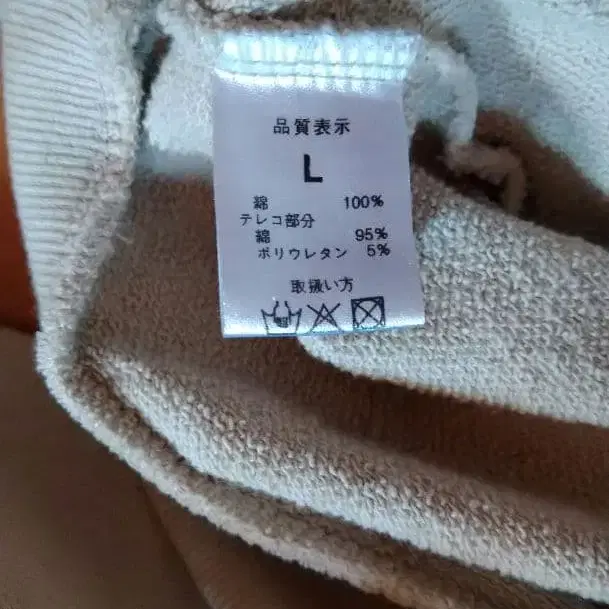 品質表示
L
綿 100%
テレコ部分
綿 95%
ポリウレタン 5%
取扱い方